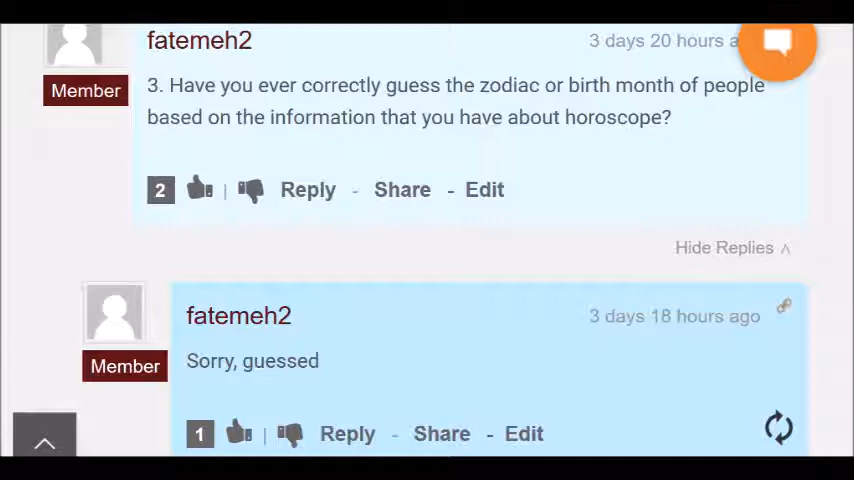 fatemeh2
3 days 20 hours a
Member
3. Have you ever correctly guess the zodiac or birth month of people
based on the information that you have about horoscope?
2 | Reply - Share - Edit
Hide Replies ∧
fatemeh2
3 days 18 hours ago
Member
Sorry, guessed
1 | Reply - Share - Edit